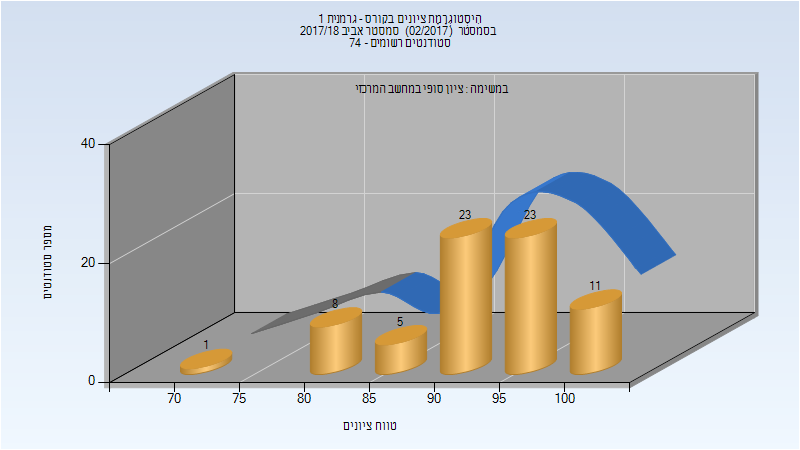 היסטוגרמת ציונים בקורס - גרמנית 1
בסמסטר (02/2017) סמסטר אביב 2017/18
סטודנטים רשומים - 74
במשימה : ציון סופי במחשב המרכזי
מספר סטודנטים
40
20
0
1
8
5
23
23
11
70
75
80
85
90
95
100
טווח ציונים